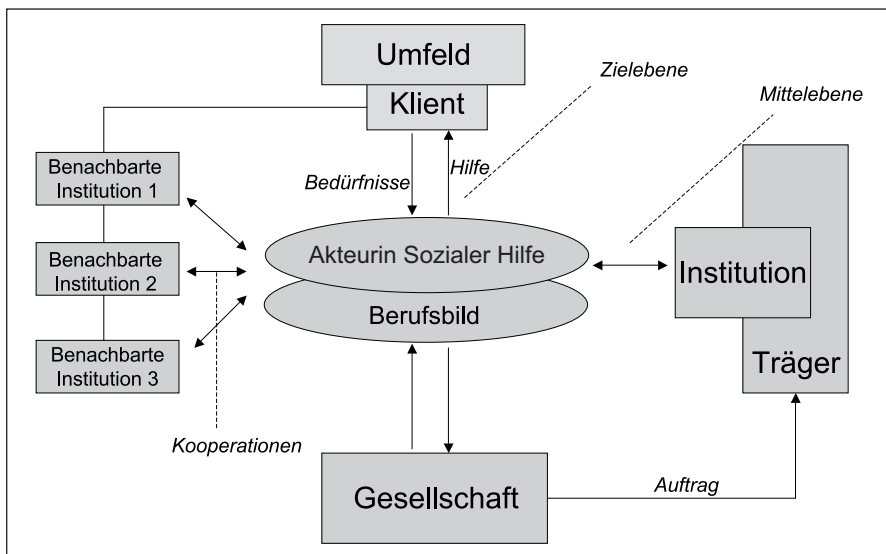 Umfeld
Klient
Zielebene
Mittelebene
Bedürfnisse
Hilfe
Benachbarte
Institution 1
Benachbarte
Institution 2
Benachbarte
Institution 3
Akteurin Sozialer Hilfe
Berufsbild
Institution
Träger
Kooperationen
Gesellschaft
Auftrag